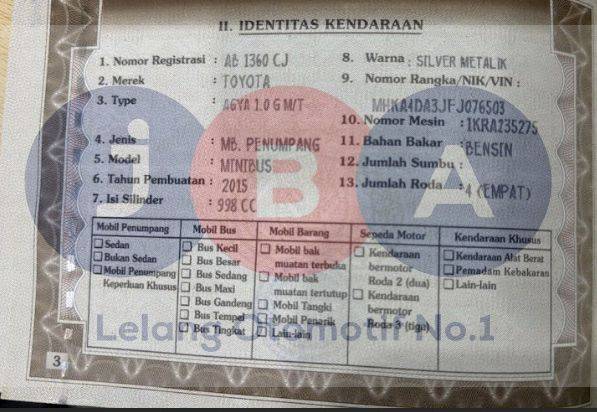 II. IDENTITAS KENDARAAN
1. Nomor Registrasi : AB 1360 CJ
2. Merek : TOYOTA
3. Type : AGYA 1.0 G M/T
4. Jenis : MB. PENUMPANG
5. Model : MINIBUS
6. Tahun Pembuatan : 2015
7. Isi Silinder : 998 CC
8. Warna : SILVER METALIK
9. Nomor Rangka/NIK/VIN :
MHKA4DA3JFJ076503
10. Nomor Mesin : 1KRA235275
11. Bahan Bakar : BENSIN
12. Jumlah Sumbu :
13. Jumlah Roda : 4 (EMPAT)
Mobil Penumpang
Sedan
Bukan Sedan
Mobil Penumpang
Keperluan Khusus
Mobil Bus
Bus Kecil
Bus Besar
Bus Sedang
Bus Maxi
Bus Gandeng
Bus Tempel
Bus Tingkat
Mobil Barang
Mobil bak
muatan terbuka
Mobil bak
muatan tertutup
Mobil Tangki
Mobil Penarik
Lain-lain
Sepeda Motor
Kendaraan
bermotor
Roda 2 (dua)
Kendaraan
bermotor
Roda 3 (tiga)
Kendaraan Khusus
Kendaraan Alat Berat
Pemadam Kebakaran
Lain-lain
3
JBA
Lelang Otomotif No.1